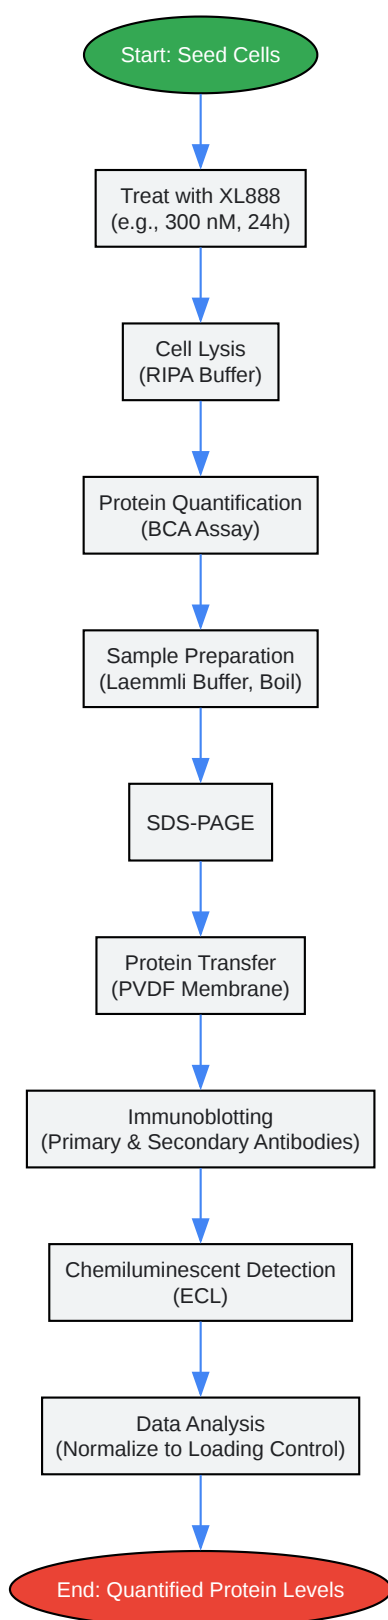 Start: Seed Cells
Treat with XL888
(e.g., 300 nM, 24h)
Cell Lysis
(RIPA Buffer)
Protein Quantification
(BCA Assay)
Sample Preparation
(Laemmli Buffer, Boil)
SDS-PAGE
Protein Transfer
(PVDF Membrane)
Immunoblotting
(Primary & Secondary Antibodies)
Chemiluminescent Detection
(ECL)
Data Analysis
(Normalize to Loading Control)
End: Quantified Protein Levels